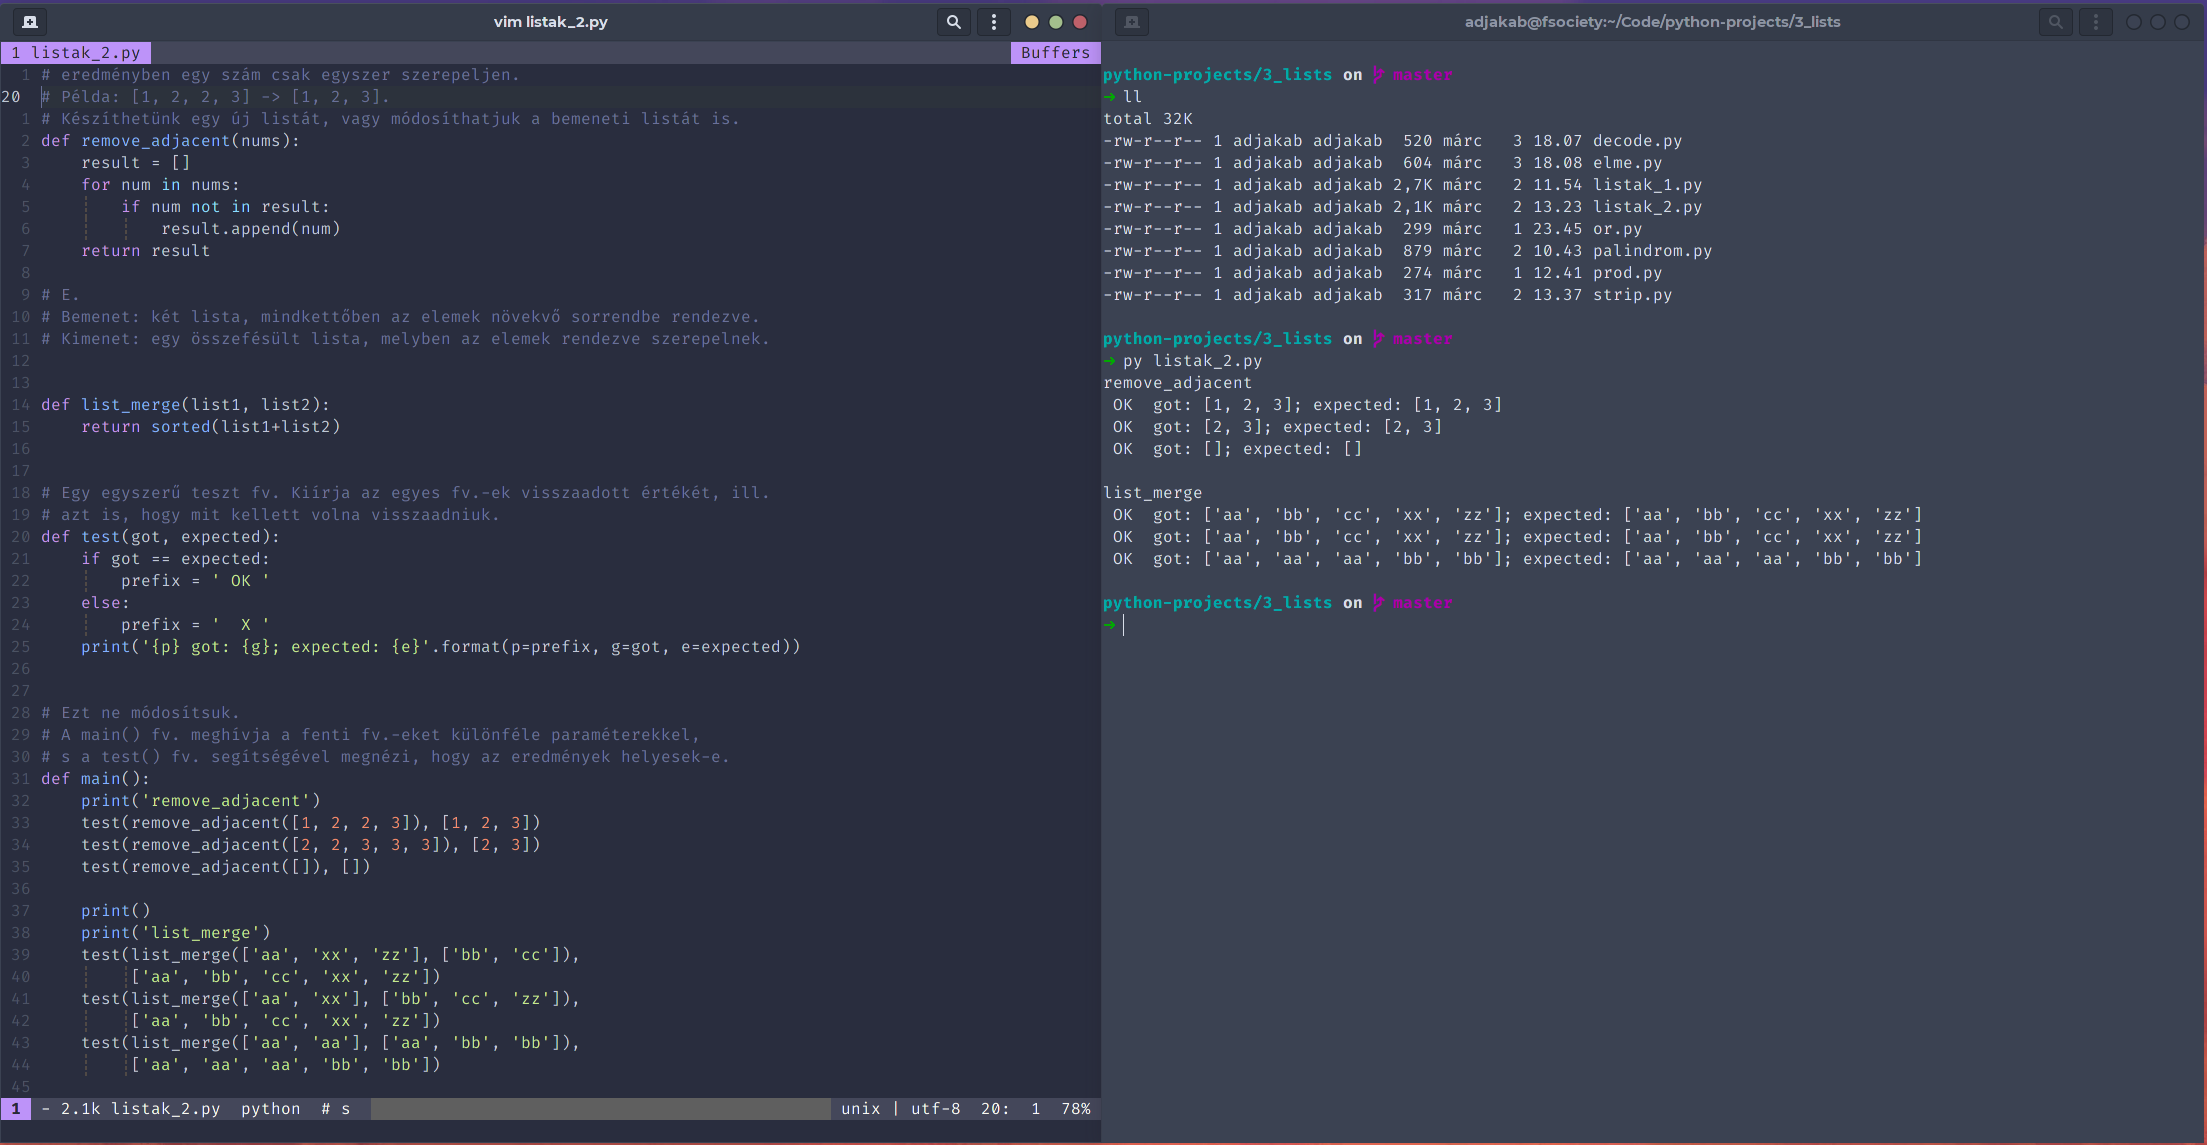 vim listak_2.py
1 listak_2.py Buffers
1 # eredményben egy szám csak egyszer szerepeljen.
20 # Példa: [1, 2, 2, 3] -> [1, 2, 3].
1 # Készíthetünk egy új listát, vagy módosíthatjuk a bemeneti listát is.
2 def remove_adjacent(nums):
3     result = []
4     for num in nums:
5         if num not in result:
6             result.append(num)
7     return result
8
9 # E.
10 # Bemenet: két lista, mindkettőben az elemek növekvő sorrendbe rendezve.
11 # Kimenet: egy összefésült lista, melyben az elemek rendezve szerepelnek.
12
13
14 def list_merge(list1, list2):
15     return sorted(list1+list2)
16
17
18 # Egy egyszerű teszt fv. Kiírja az egyes fv.-ek visszaadott értékét, ill.
19 # azt is, hogy mit kellett volna visszaadniuk.
20 def test(got, expected):
21     if got == expected:
22         prefix = ' OK '
23     else:
24         prefix = '  X '
25     print('{p} got: {g}; expected: {e}'.format(p=prefix, g=got, e=expected))
26
27
28 # Ezt ne módosítsuk.
29 # A main() fv. meghívja a fenti fv.-eket különféle paraméterekkel,
30 # s a test() fv. segítségével megnézi, hogy az eredmények helyesek-e.
31 def main():
32     print('remove_adjacent')
33     test(remove_adjacent([1, 2, 2, 3]), [1, 2, 3])
34     test(remove_adjacent([2, 2, 3, 3, 3]), [2, 3])
35     test(remove_adjacent([]), [])
36
37     print()
38     print('list_merge')
39     test(list_merge(['aa', 'xx', 'zz'], ['bb', 'cc']),
40          ['aa', 'bb', 'cc', 'xx', 'zz'])
41     test(list_merge(['aa', 'xx'], ['bb', 'cc', 'zz']),
42          ['aa', 'bb', 'cc', 'xx', 'zz'])
43     test(list_merge(['aa', 'aa'], ['aa', 'bb', 'bb']),
44          ['aa', 'aa', 'aa', 'bb', 'bb'])
45
1 - 2.1k listak_2.py python # s unix | utf-8 20: 1 78%
adjakab@fsociety:~/Code/python-projects/3_lists
python-projects/3_lists on master
➜ ll
total 32K
-rw-r--r-- 1 adjakab adjakab  520 márc   3 18.07 decode.py
-rw-r--r-- 1 adjakab adjakab  604 márc   3 18.08 elme.py
-rw-r--r-- 1 adjakab adjakab 2,7K márc   2 11.54 listak_1.py
-rw-r--r-- 1 adjakab adjakab 2,1K márc   2 13.23 listak_2.py
-rw-r--r-- 1 adjakab adjakab  299 márc   1 23.45 or.py
-rw-r--r-- 1 adjakab adjakab  879 márc   2 10.43 palindrom.py
-rw-r--r-- 1 adjakab adjakab  274 márc   1 12.41 prod.py
-rw-r--r-- 1 adjakab adjakab  317 márc   2 13.37 strip.py
python-projects/3_lists on master
➜ py listak_2.py
remove_adjacent
 OK  got: [1, 2, 3]; expected: [1, 2, 3]
 OK  got: [2, 3]; expected: [2, 3]
 OK  got: []; expected: []
list_merge
 OK  got: ['aa', 'bb', 'cc', 'xx', 'zz']; expected: ['aa', 'bb', 'cc', 'xx', 'zz']
 OK  got: ['aa', 'bb', 'cc', 'xx', 'zz']; expected: ['aa', 'bb', 'cc', 'xx', 'zz']
 OK  got: ['aa', 'aa', 'aa', 'bb', 'bb']; expected: ['aa', 'aa', 'aa', 'bb', 'bb']
python-projects/3_lists on master
➜